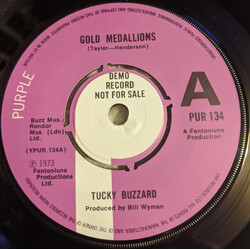 GOLD MEDALLIONS
(Taylor-Henderson)
PURPLE
DEMO
RECORD
NOT FOR SALE
A
PUR 134
A Fentonluna
Productions
Buzz Mus.
Rondor
Mus. (Ldn)
Ltd.
(YPUR.134A)
℗ 1973
Fentonluna
Productions
Ltd.
TUCKY BUZZARD
Produced by Bill Wyman